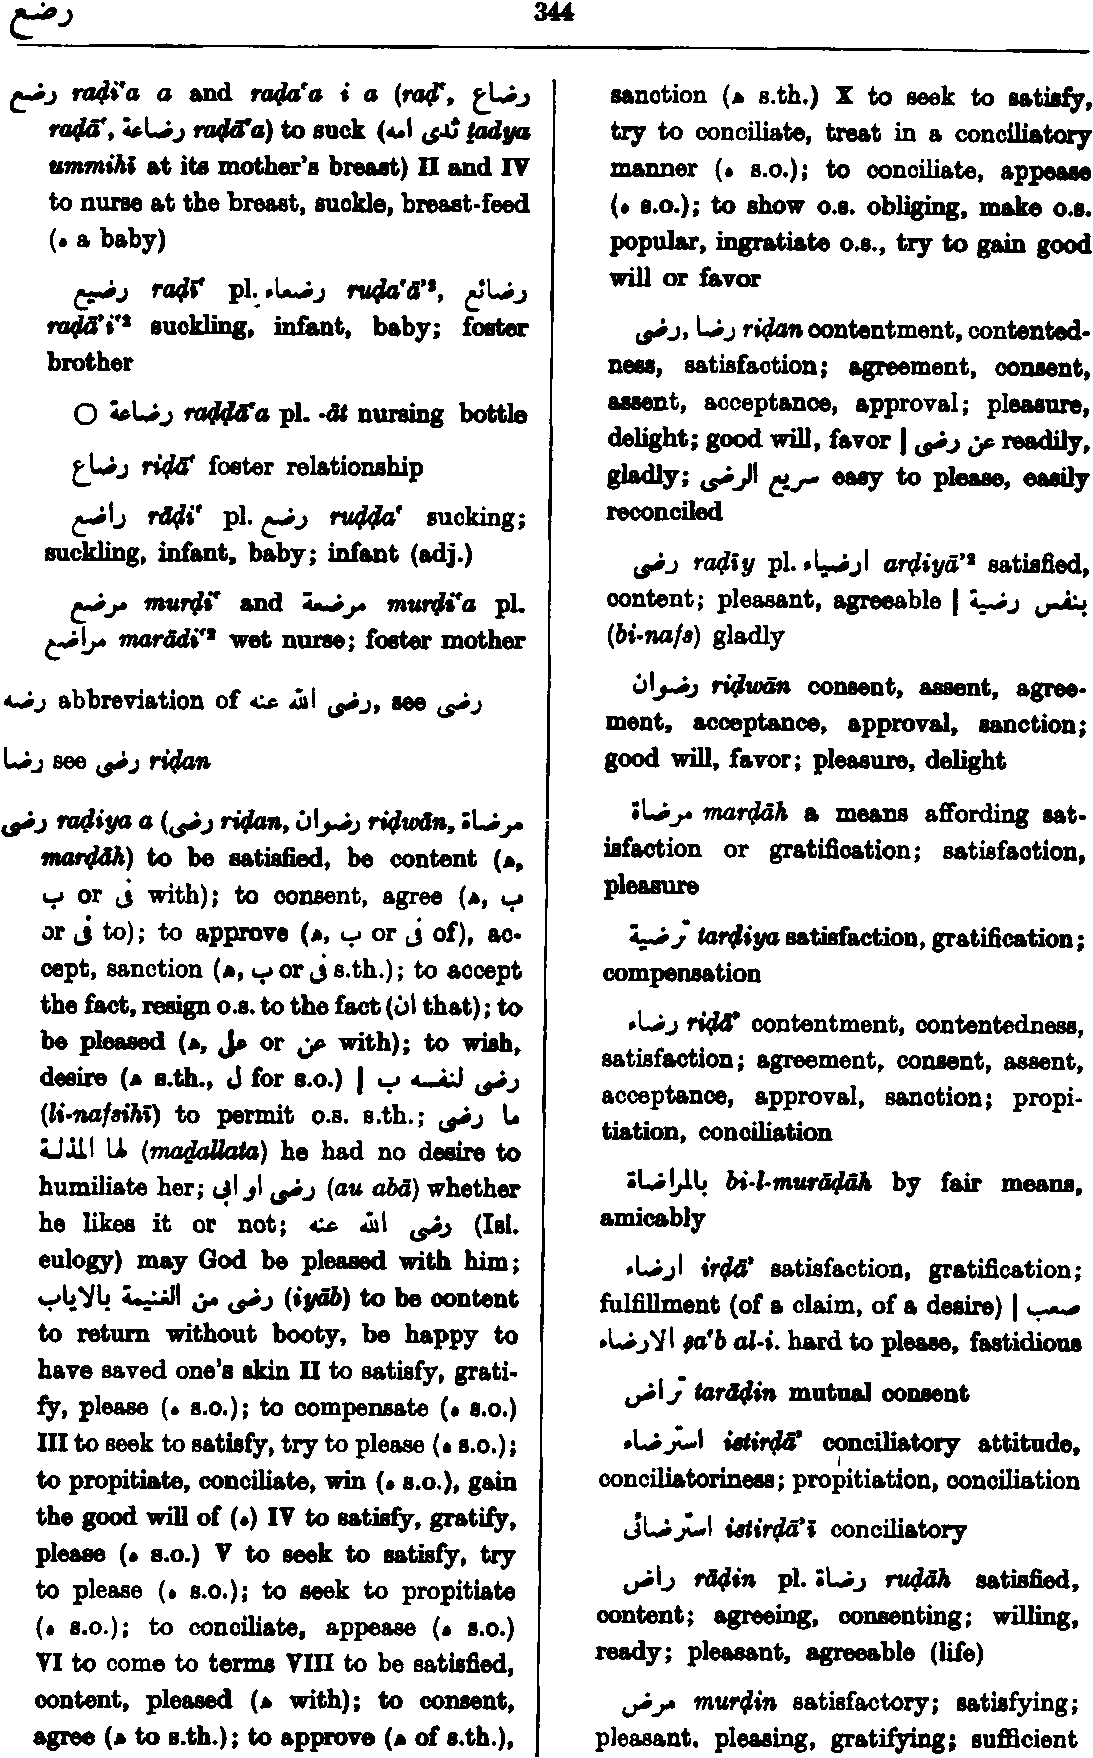 رضع
344
رضع raḍi‘a a and raḍa‘a i a (raḍ‘, رضاع
raḍā‘, رضاعة raḍā‘a) to suck (ثدى امه ṯadya
ummihī at its mother's breast) II and IV
to nurse at the breast, suckle, breast-feed
(ه a baby)
رضيع raḍī‘ pl. رضعاء ruḍa‘ā’², رضائع
raḍā’i‘² suckling, infant, baby; foster
brother
○ رضاعة raḍḍā‘a pl. -āt nursing bottle
رضاع riḍā‘ foster relationship
راضع rāḍi‘ pl. رضع ruḍḍa‘ sucking;
suckling, infant, baby; infant (adj.)
مرضع murḍi‘ and مرضعة murḍi‘a pl.
مراضع marāḍi‘² wet nurse; foster mother
رضه abbreviation of رضى الله عنه, see رضى
رضا see رضى riḍan
رضى raḍiya a (رضى riḍan, رضوان riḍwān, مرضاة
marḍāh) to be satisfied, be content (ه,
ب or فى with); to consent, agree (ه, ب
or فى to); to approve (ه, ب or فى of), ac-
cept, sanction (ه, ب or فى s.th.); to accept
the fact, resign o.s. to the fact (ان that); to
be pleased (ه, على or عن with); to wish,
desire (ه s.th., ل for s.o.) | رضى لنفسه ب
(li-nafsihī) to permit o.s. s.th.; ما رضى
لها المذلة (maḏallata) he had no desire to
humiliate her; رضى او ابى (au abā) whether
he likes it or not; رضى الله عنه (Isl.
eulogy) may God be pleased with him;
رضى من الغنيمة بالاياب (iyāb) to be content
to return without booty, be happy to
have saved one's skin II to satisfy, grati-
fy, please (ه s.o.); to compensate (ه s.o.)
III to seek to satisfy, try to please (ه s.o.);
to propitiate, conciliate, win (ه s.o.), gain
the good will of (ه) IV to satisfy, gratify,
please (ه s.o.) V to seek to satisfy, try
to please (ه s.o.); to seek to propitiate
(ه s.o.); to conciliate, appease (ه s.o.)
VI to come to terms VIII to be satisfied,
content, pleased (ه with); to consent,
agree (ه to s.th.); to approve (ه of s.th.),
sanction (ه s.th.) X to seek to satisfy,
try to conciliate, treat in a conciliatory
manner (ه s.o.); to conciliate, appease
(ه s.o.); to show o.s. obliging, make o.s.
popular, ingratiate o.s., try to gain good
will or favor
رضا, رضى riḍan contentment, contented-
ness, satisfaction; agreement, consent,
assent, acceptance, approval; pleasure,
delight; good will, favor | عن رضى readily,
gladly; سريع الرضى easy to please, easily
reconciled
رضى raḍīy pl. ارضياء arḍiyā’² satisfied,
content; pleasant, agreeable | بنفس رضية
(bi-nafs) gladly
رضوان riḍwān consent, assent, agree-
ment, acceptance, approval, sanction;
good will, favor; pleasure, delight
مرضاة marḍāh a means affording sat-
isfaction or gratification; satisfaction,
pleasure
ترضية tarḍiya satisfaction, gratification;
compensation
رضاء riḍā’ contentment, contentedness,
satisfaction; agreement, consent, assent,
acceptance, approval, sanction; propi-
tiation, conciliation
بالمراضاة bi-l-murāḍāh by fair means,
amicably
ارضاء irḍā’ satisfaction, gratification;
fulfillment (of a claim, of a desire) | صعب
الارضاء ṣa‘b al-i. hard to please, fastidious
تراض tarāḍin mutual consent
استرضاء istirḍā’ conciliatory attitude,
conciliatoriness; propitiation, conciliation
استرضائى istirḍā’ī conciliatory
راض rāḍin pl. رضاة ruḍāh satisfied,
content; agreeing, consenting; willing,
ready; pleasant, agreeable (life)
مرض murḍin satisfactory; satisfying;
pleasant, pleasing, gratifying; sufficient